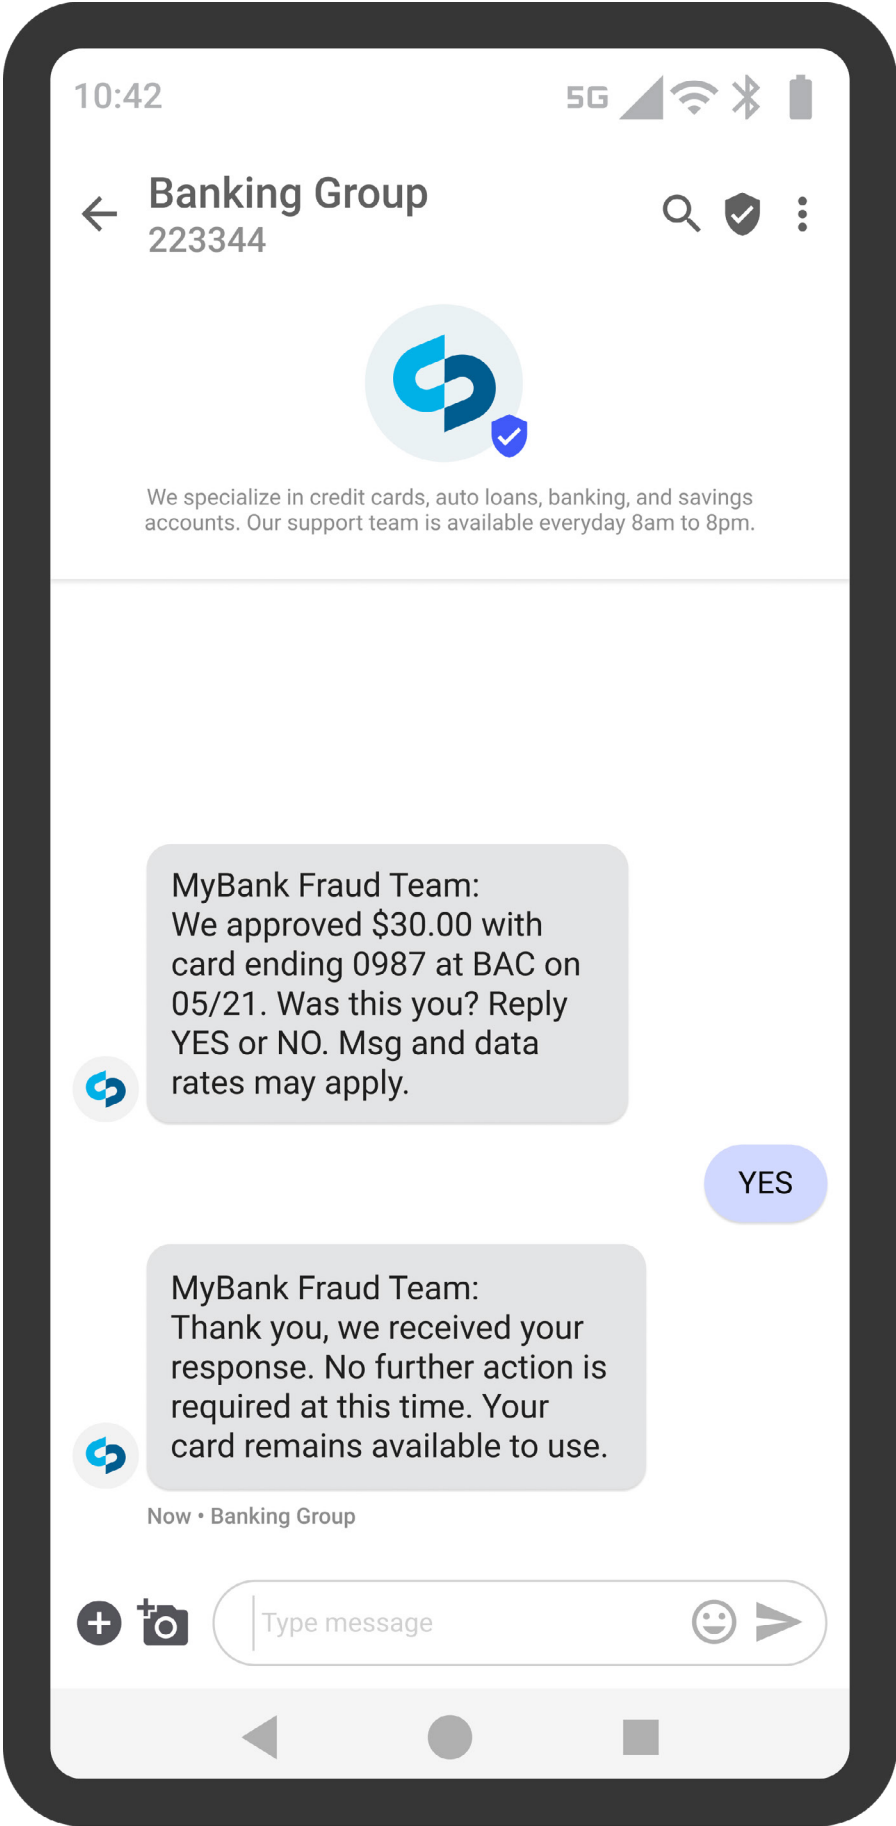 10:42
5G
Banking Group
223344
We specialize in credit cards, auto loans, banking, and savings
accounts. Our support team is available everyday 8am to 8pm.
MyBank Fraud Team:
We approved $30.00 with
card ending 0987 at BAC on
05/21. Was this you? Reply
YES or NO. Msg and data
rates may apply.
YES
MyBank Fraud Team:
Thank you, we received your
response. No further action is
required at this time. Your
card remains available to use.
Now • Banking Group
Type message